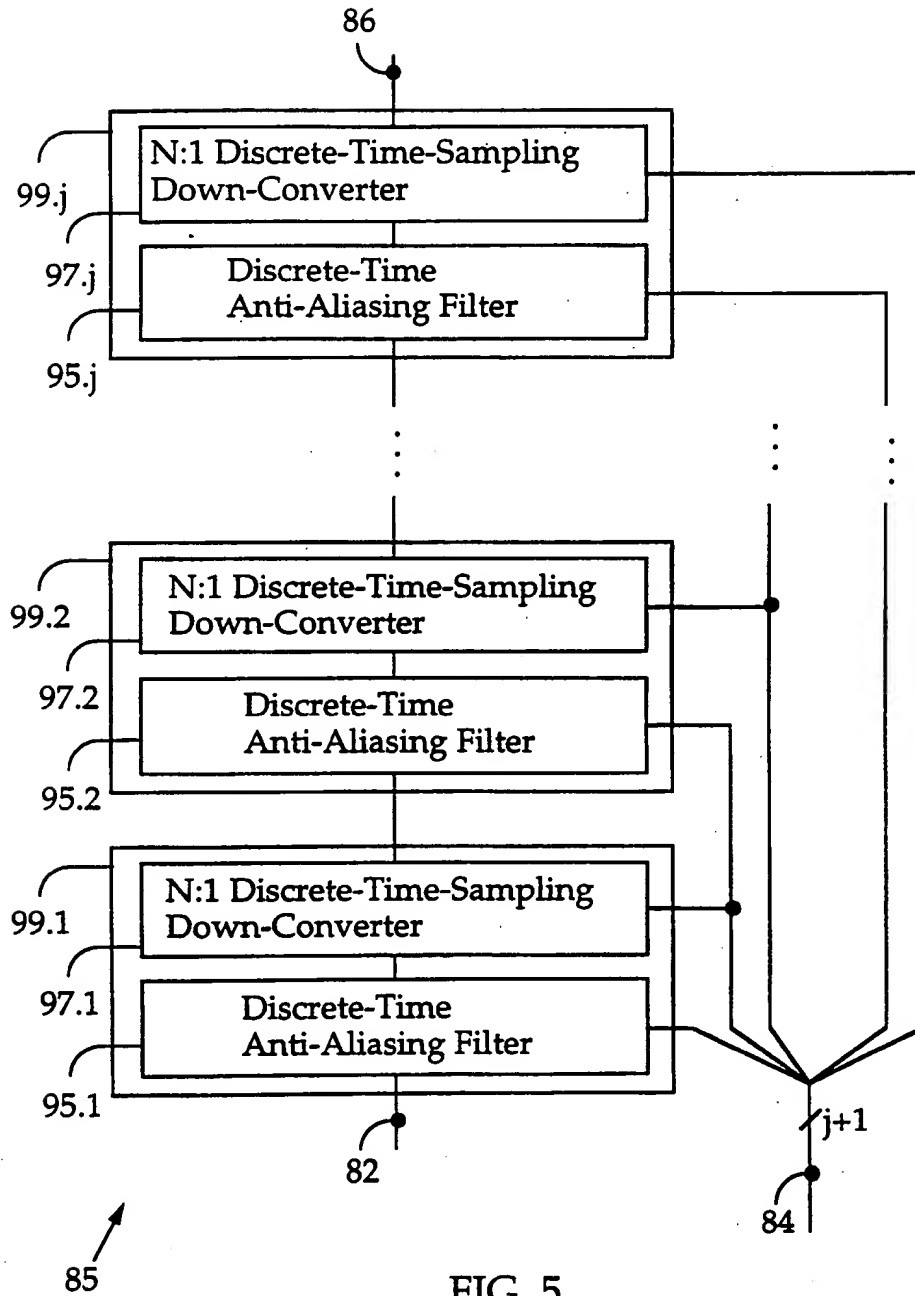 86
N:1 Discrete-Time-Sampling
Down-Converter
99.j
97.j
Discrete-Time
Anti-Aliasing Filter
95.j
N:1 Discrete-Time-Sampling
Down-Converter
99.2
97.2
Discrete-Time
Anti-Aliasing Filter
95.2
N:1 Discrete-Time-Sampling
Down-Converter
99.1
97.1
Discrete-Time
Anti-Aliasing Filter
95.1
j+1
82
84
85
FIG. 5